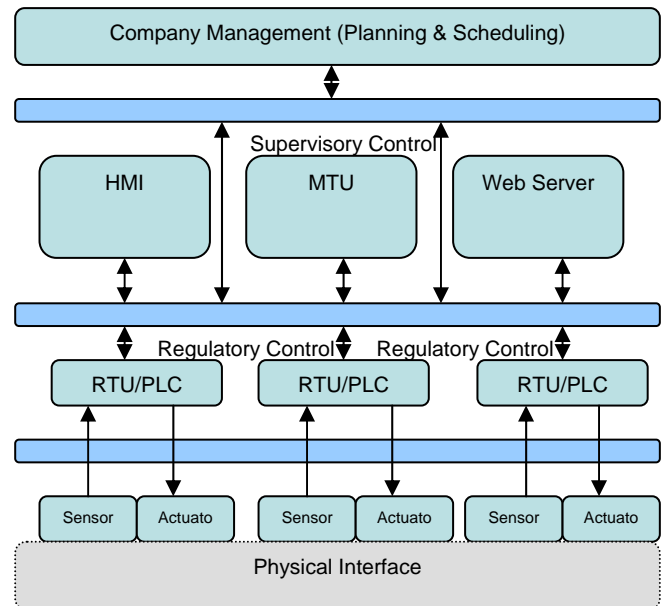 Company Management (Planning & Scheduling)
Supervisory Control
HMI
MTU
Web Server
Regulatory Control
Regulatory Control
RTU/PLC
RTU/PLC
RTU/PLC
Sensor
Actuato
Sensor
Actuato
Sensor
Actuato
Physical Interface